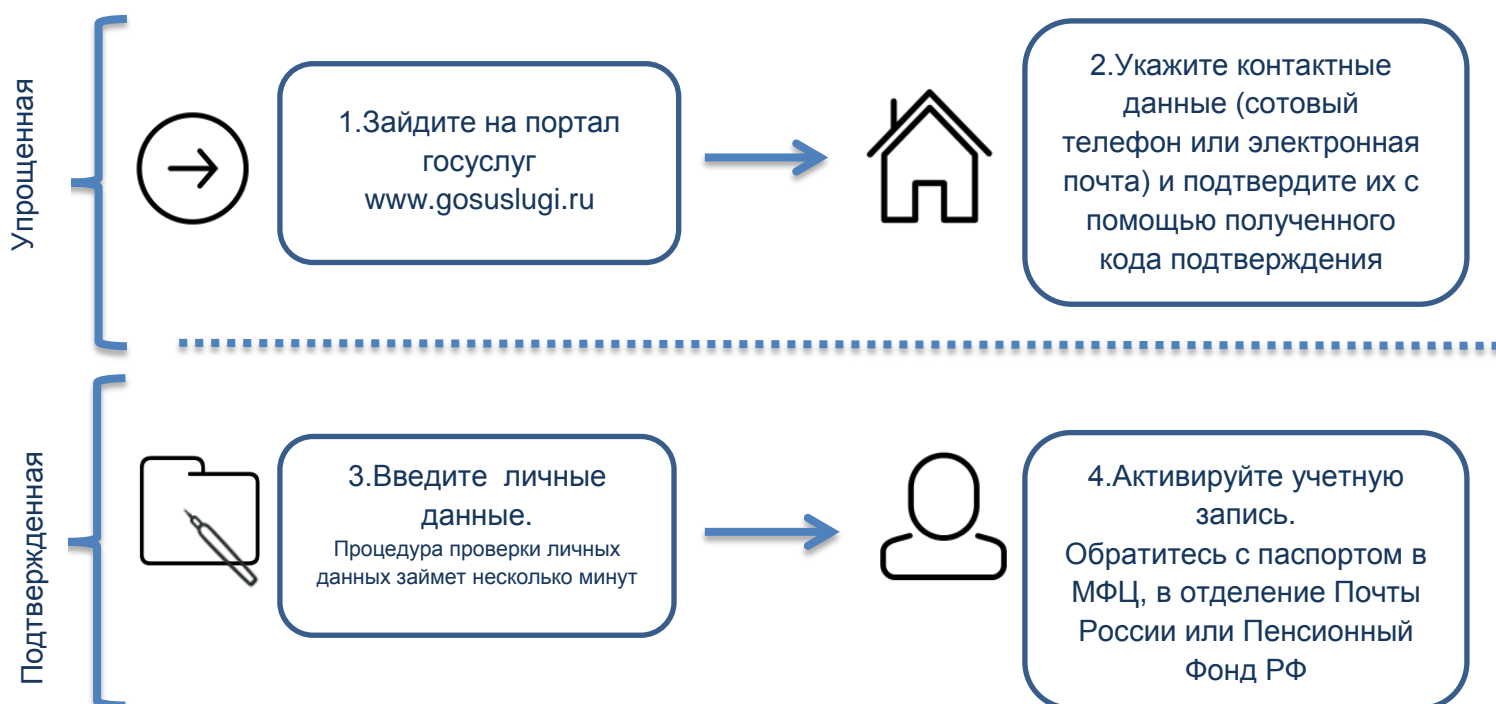 Упрощенная
1.Зайдите на портал
госуслуг
www.gosuslugi.ru
2.Укажите контактные
данные (сотовый
телефон или электронная
почта) и подтвердите их с
помощью полученного
кода подтверждения
Подтвержденная
3.Введите личные
данные.
Процедура проверки личных
данных займет несколько минут
4.Активируйте учетную
запись.
Обратитесь с паспортом в
МФЦ, в отделение Почты
России или Пенсионный
Фонд РФ